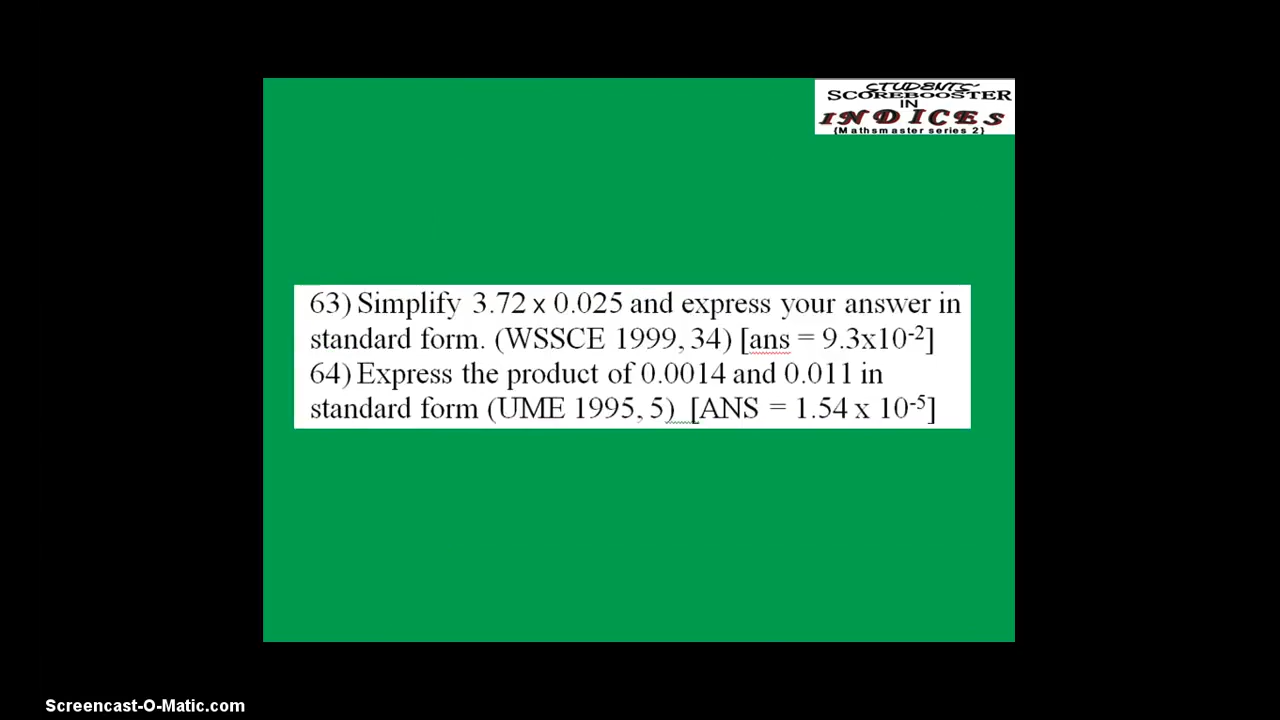 STUDENTS
SCOREBOOSTER
IN
INDICES
{Mathsmaster series 2}
63) Simplify 3.72 x 0.025 and express your answer in
standard form. (WSSCE 1999, 34) [ans = 9.3x10⁻²]
64) Express the product of 0.0014 and 0.011 in
standard form (UME 1995, 5) [ANS = 1.54 x 10⁻⁵]
Screencast-O-Matic.com